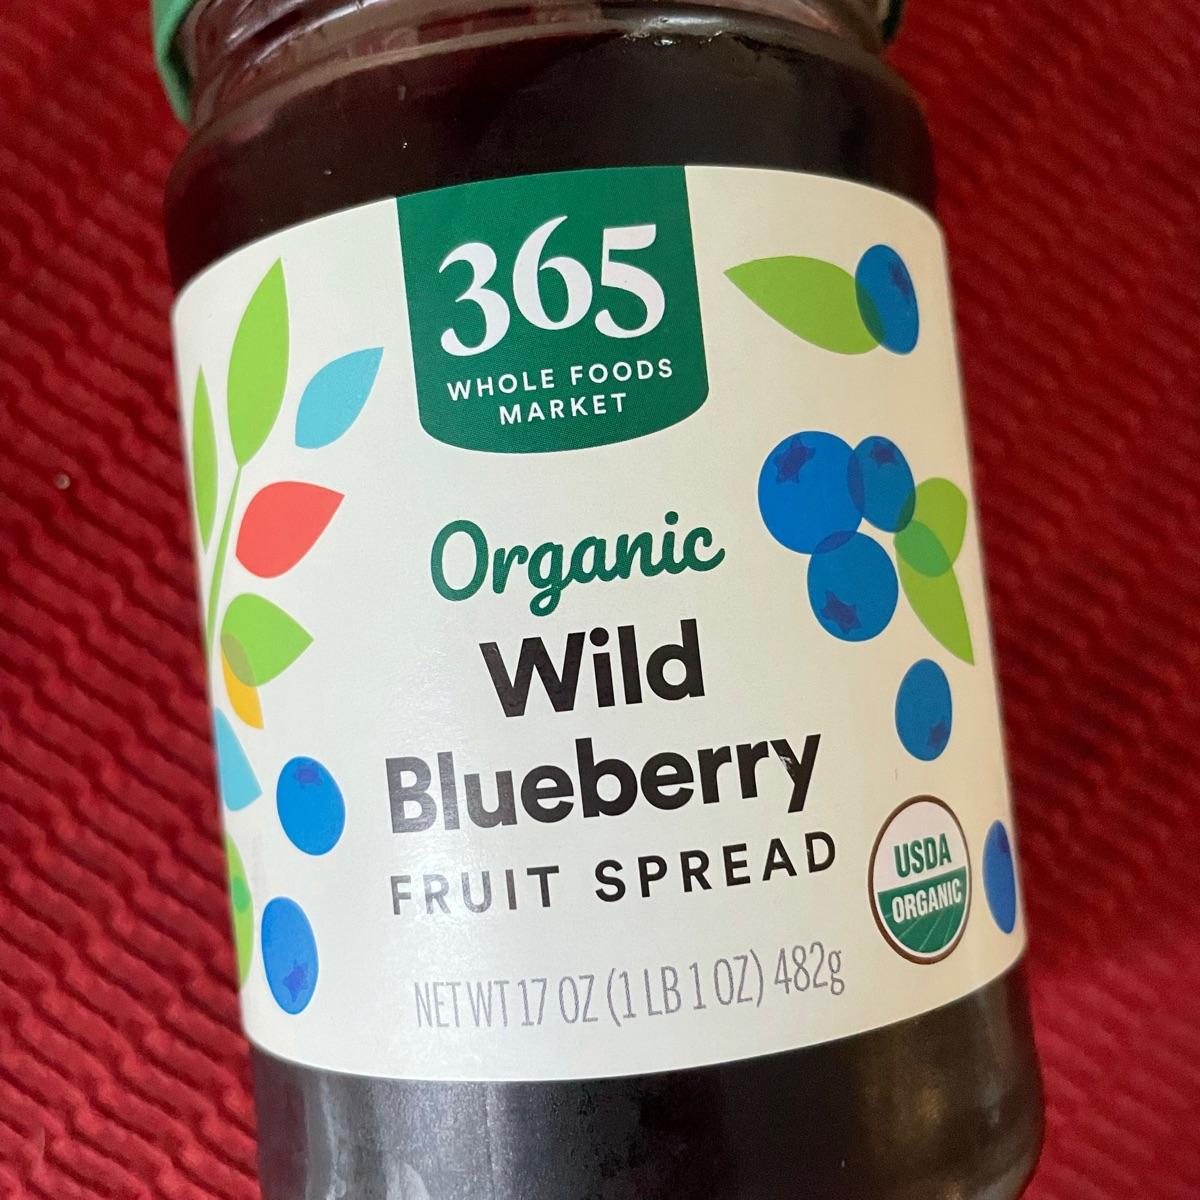 365
WHOLE FOODS
MARKET
Organic
Wild
Blueberry
FRUIT SPREAD
USDA
ORGANIC
NET WT 17 OZ (1 LB 1 OZ) 482g